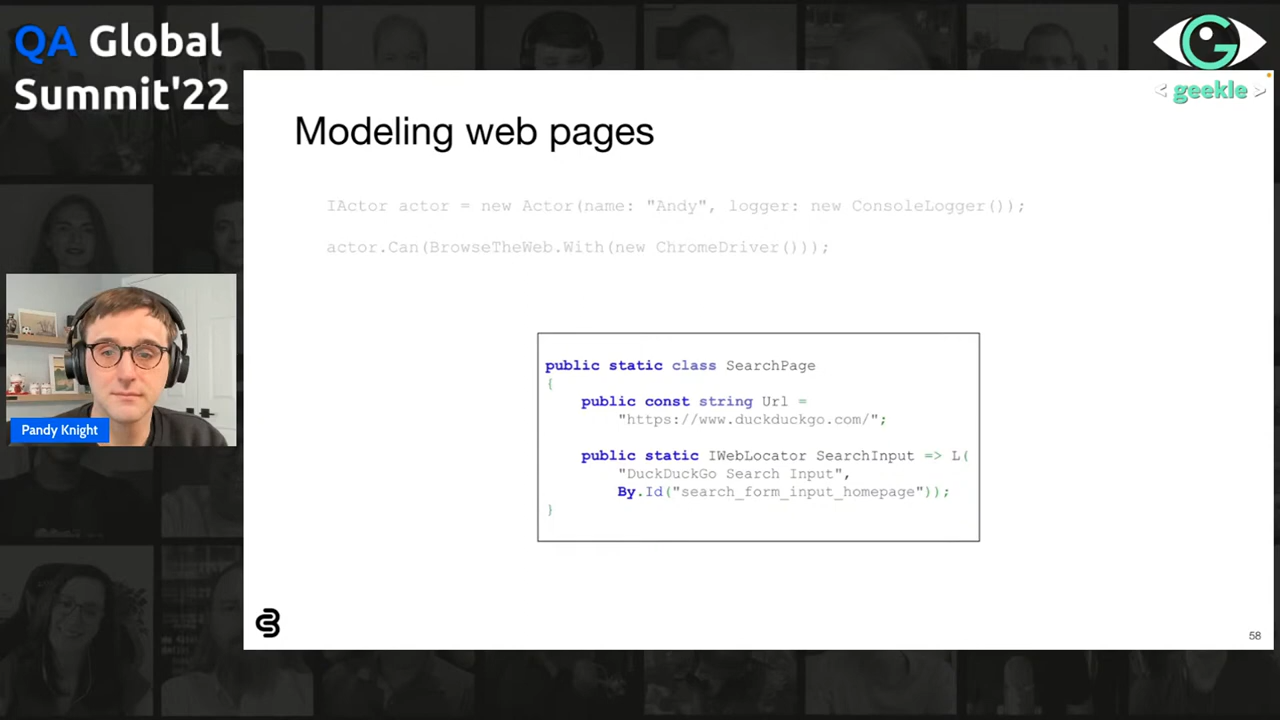 QA Global
Summit'22
< geekle >
Modeling web pages
IActor actor = new Actor(name: "Andy", logger: new ConsoleLogger());
actor.Can(BrowseTheWeb.With(new ChromeDriver()));
public static class SearchPage
{
public const string Url =
"https://www.duckduckgo.com/";
public static IWebLocator SearchInput => L(
"DuckDuckGo Search Input",
By.Id("search_form_input_homepage"));
}
Pandy Knight
58